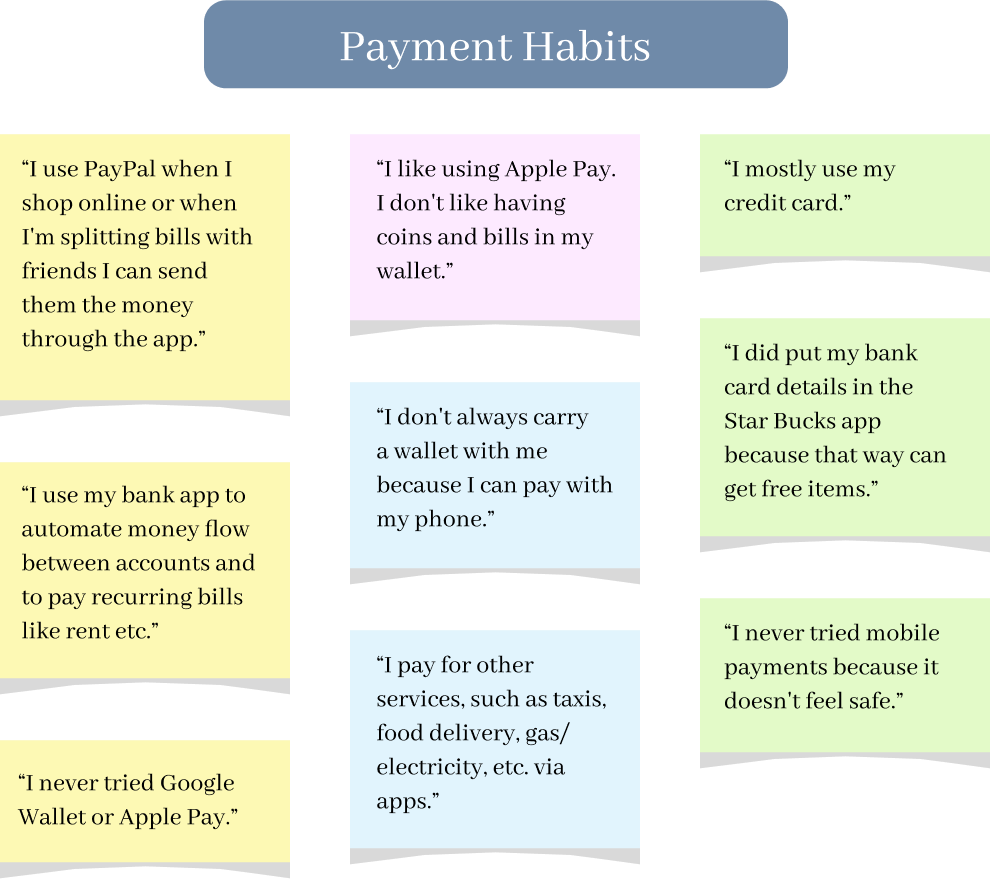 Payment Habits
“I use PayPal when I
shop online or when
I'm splitting bills with
friends I can send
them the money
through the app.”
“I use my bank app to
automate money flow
between accounts and
to pay recurring bills
like rent etc.”
“I never tried Google
Wallet or Apple Pay.”
“I like using Apple Pay.
I don't like having
coins and bills in my
wallet.”
“I don't always carry
a wallet with me
because I can pay with
my phone.”
“I pay for other
services, such as taxis,
food delivery, gas/
electricity, etc. via
apps.”
“I mostly use my
credit card.”
“I did put my bank
card details in the
Star Bucks app
because that way can
get free items.”
“I never tried mobile
payments because it
doesn't feel safe.”